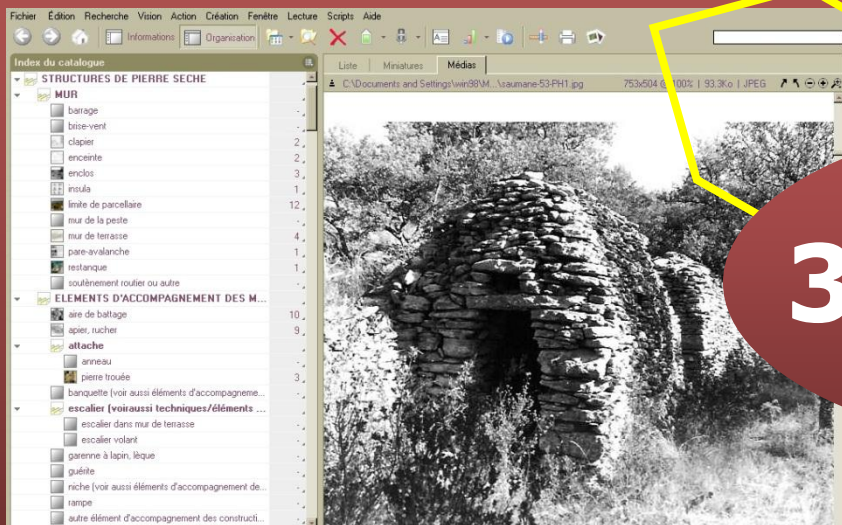 Fichier Édition Recherche Vision Action Création Fenêtre Lecture Scripts Aide
Informations Organisation
Index du catalogue
Liste Miniatures Médias
C:\Documents and Settings\win98\M...\saumane-53-PH1.jpg 753x504 @ 100% | 93.3Ko | JPEG
STRUCTURES DE PIERRE SECHE
MUR
barrage -
brise-vent -
clapier 2
enceinte 2
enclos 3
insula 1
limite de parcellaire 12
mur de la peste -
mur de terrasse 4
pare-avalanche 1
restanque 1
soutènement routier ou autre -
ELEMENTS D'ACCOMPAGNEMENT DES M...
aire de battage 10
apier, rucher 9
attache
anneau -
pierre trouée 3
banquette (voir aussi éléments d'accompagneme... -
escalier (voiraussi techniques/éléments ...
escalier dans mur de terrasse -
escalier volant -
garenne à lapin, lèque -
guérite -
niche (voir aussi éléments d'accompagnement de... -
rampe -
autre élément d'accompagnement des constructi... -
3